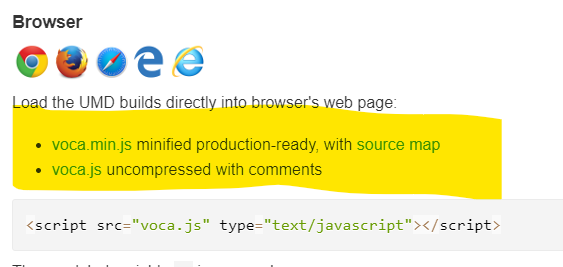 Browser
Load the UMD builds directly into browser's web page:
voca.min.js minified production-ready, with source map
voca.js uncompressed with comments
<script src="voca.js" type="text/javascript"></script>